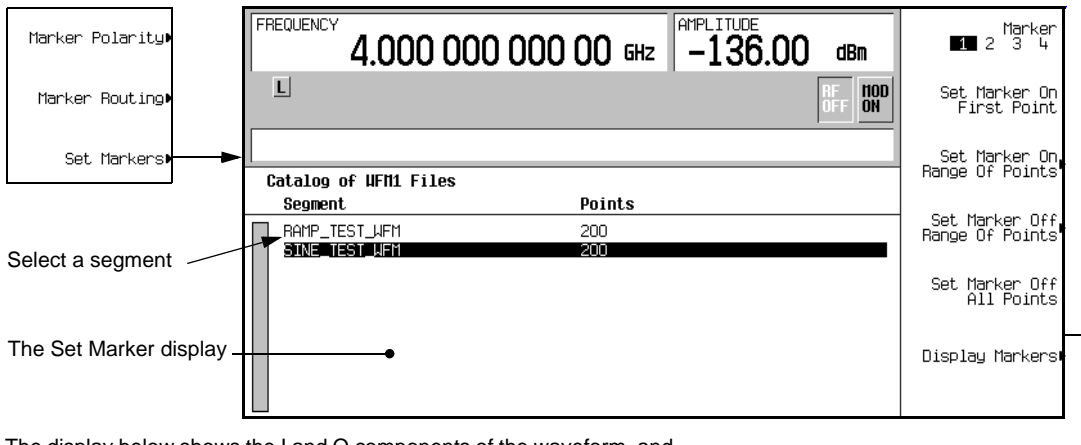 Marker Polarity
Marker Routing
Set Markers
Select a segment
The Set Marker display
FREQUENCY
4.000 000 000 00 GHz
AMPLITUDE
-136.00 dBm
L
RF OFF
MOD ON
Catalog of WFM1 Files
Segment Points
RAMP_TEST_WFM 200
SINE_TEST_WFM 200
Marker
1 2 3 4
Set Marker On
First Point
Set Marker On
Range Of Points
Set Marker Off
Range Of Points
Set Marker Off
All Points
Display Markers
The display below shows the I and Q components of the waveform, and